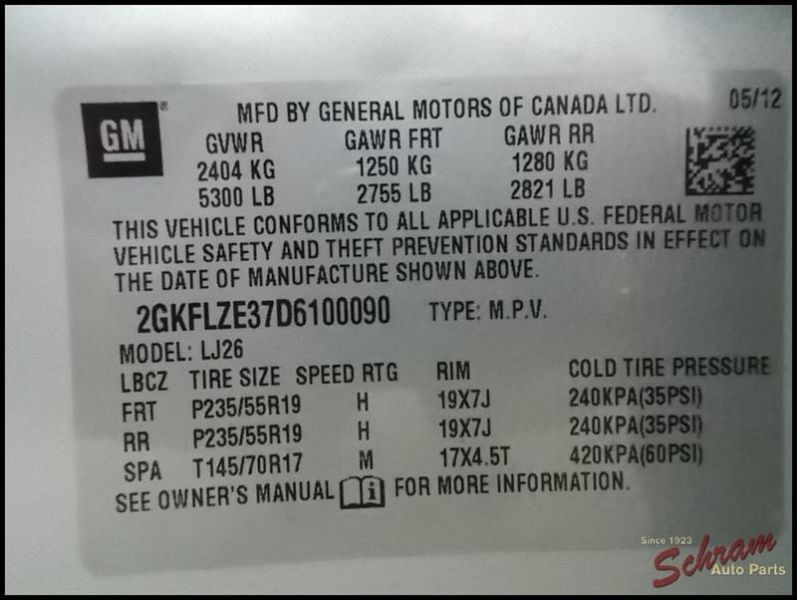 GM®
MFD BY GENERAL MOTORS OF CANADA LTD. 05/12
GVWR GAWR FRT GAWR RR
2404 KG 1250 KG 1280 KG
5300 LB 2755 LB 2821 LB
THIS VEHICLE CONFORMS TO ALL APPLICABLE U.S. FEDERAL MOTOR
VEHICLE SAFETY AND THEFT PREVENTION STANDARDS IN EFFECT ON
THE DATE OF MANUFACTURE SHOWN ABOVE.
2GKFLZE37D6100090 TYPE: M.P.V.
MODEL: LJ26
LBCZ TIRE SIZE SPEED RTG RIM COLD TIRE PRESSURE
FRT P235/55R19 H 19X7J 240KPA(35PSI)
RR P235/55R19 H 19X7J 240KPA(35PSI)
SPA T145/70R17 M 17X4.5T 420KPA(60PSI)
SEE OWNER'S MANUAL i FOR MORE INFORMATION.
Since 1923
Schram
Auto Parts